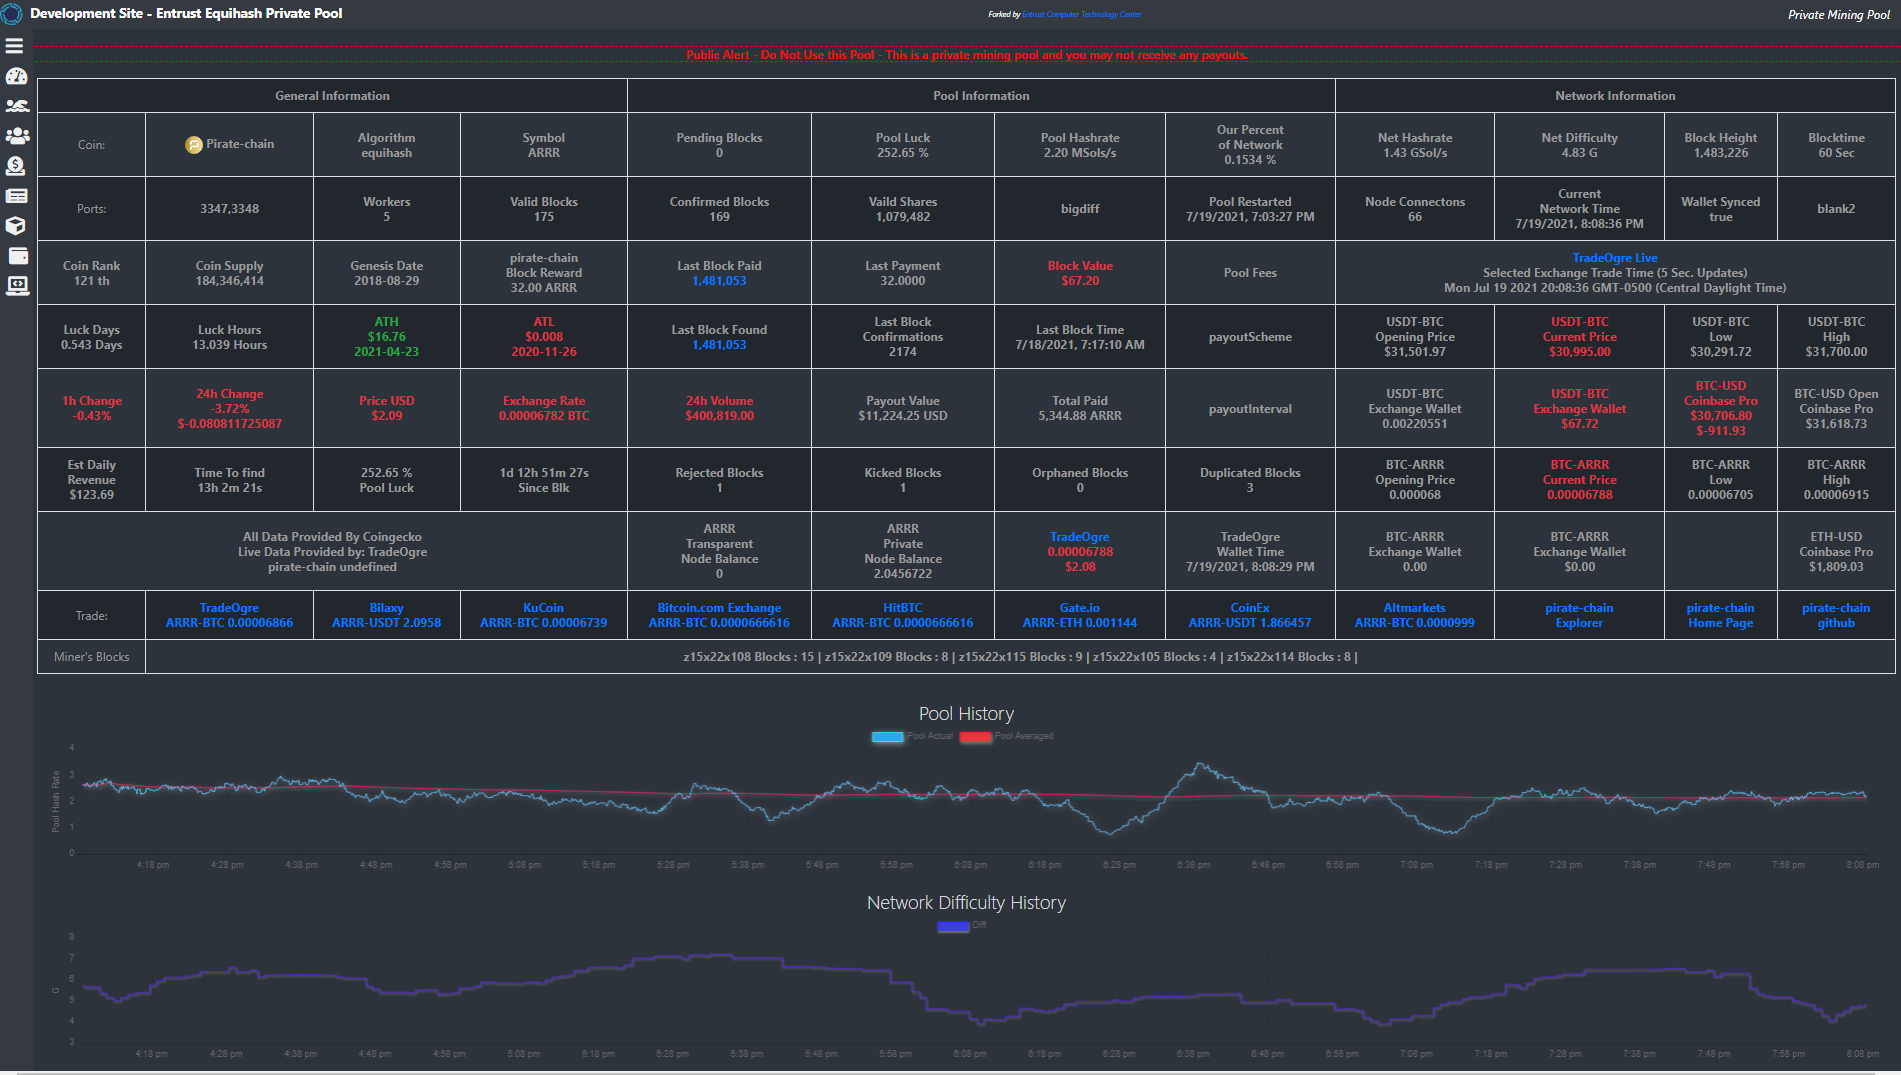 Development Site - Entrust Equihash Private Pool
Forked by Entrust Computer Technology Center
Private Mining Pool
Public Alert - Do Not Use this Pool - This is a private mining pool and you may not receive any payouts.
General Information
Pool Information
Network Information
Coin:
Pirate-chain
Algorithm
equihash
Symbol
ARRR
Pending Blocks
0
Pool Luck
252.65 %
Pool Hashrate
2.20 MSols/s
Our Percent
of Network
0.1534 %
Net Hashrate
1.43 GSol/s
Net Difficulty
4.83 G
Block Height
1,483,226
Blocktime
60 Sec
Ports:
3347,3348
Workers
5
Valid Blocks
175
Confirmed Blocks
169
Vaild Shares
1,079,482
bigdiff
Pool Restarted
7/19/2021, 7:03:27 PM
Node Connectons
66
Current
Network Time
7/19/2021, 8:08:36 PM
Wallet Synced
true
blank2
Coin Rank
121 th
Coin Supply
184,346,414
Genesis Date
2018-08-29
pirate-chain
Block Reward
32.00 ARRR
Last Block Paid
1,481,053
Last Payment
32.0000
Block Value
$67.20
Pool Fees
TradeOgre Live
Selected Exchange Trade Time (5 Sec. Updates)
Mon Jul 19 2021 20:08:36 GMT-0500 (Central Daylight Time)
Luck Days
0.543 Days
Luck Hours
13.039 Hours
ATH
$16.76
2021-04-23
ATL
$0.008
2020-11-26
Last Block Found
1,481,053
Last Block
Confirmations
2174
Last Block Time
7/18/2021, 7:17:10 AM
payoutScheme
USDT-BTC
Opening Price
$31,501.97
USDT-BTC
Current Price
$30,995.00
USDT-BTC
Low
$30,291.72
USDT-BTC
High
$31,700.00
1h Change
-0.43%
24h Change
-3.72%
$-0.080811725087
Price USD
$2.09
Exchange Rate
0.00006782 BTC
24h Volume
$400,819.00
Payout Value
$11,224.25 USD
Total Paid
5,344.88 ARRR
payoutInterval
USDT-BTC
Exchange Wallet
0.00220551
USDT-BTC
Exchange Wallet
$67.72
BTC-USD
Coinbase Pro
$30,706.80
$-911.93
BTC-USD Open
Coinbase Pro
$31,618.73
Est Daily
Revenue
$123.69
Time To find
13h 2m 21s
252.65 %
Pool Luck
1d 12h 51m 27s
Since Blk
Rejected Blocks
1
Kicked Blocks
1
Orphaned Blocks
0
Duplicated Blocks
3
BTC-ARRR
Opening Price
0.000068
BTC-ARRR
Current Price
0.00006788
BTC-ARRR
Low
0.00006705
BTC-ARRR
High
0.00006915
All Data Provided By Coingecko
Live Data Provided by: TradeOgre
pirate-chain undefined
ARRR
Transparent
Node Balance
0
ARRR
Private
Node Balance
2.0456722
TradeOgre
0.00006788
$2.08
TradeOgre
Wallet Time
7/19/2021, 8:08:29 PM
BTC-ARRR
Exchange Wallet
0.00
BTC-ARRR
Exchange Wallet
$0.00
ETH-USD
Coinbase Pro
$1,809.03
Trade:
TradeOgre
ARRR-BTC 0.00006866
Bilaxy
ARRR-USDT 2.0958
KuCoin
ARRR-BTC 0.00006739
Bitcoin.com Exchange
ARRR-BTC 0.0000666616
HitBTC
ARRR-BTC 0.0000666616
Gate.io
ARRR-ETH 0.001144
CoinEx
ARRR-USDT 1.866457
Altmarkets
ARRR-BTC 0.0000999
pirate-chain
Explorer
pirate-chain
Home Page
pirate-chain
github
Miner's Blocks
z15x22x108 Blocks : 15 | z15x22x109 Blocks : 8 | z15x22x115 Blocks : 9 | z15x22x105 Blocks : 4 | z15x22x114 Blocks : 8 |
Pool History
Pool Actual
Pool Averaged
Pool Hash Rate
4
3
2
1
0
4:18 pm 4:28 pm 4:38 pm 4:48 pm 4:58 pm 5:08 pm 5:18 pm 5:28 pm 5:38 pm 5:48 pm 5:58 pm 6:08 pm 6:18 pm 6:28 pm 6:38 pm 6:48 pm 6:58 pm 7:08 pm 7:18 pm 7:28 pm 7:38 pm 7:48 pm 7:58 pm 8:08 pm
Network Difficulty History
Diff
G
8
7
6
5
4
3
4:18 pm 4:28 pm 4:38 pm 4:48 pm 4:58 pm 5:08 pm 5:18 pm 5:28 pm 5:38 pm 5:48 pm 5:58 pm 6:08 pm 6:18 pm 6:28 pm 6:38 pm 6:48 pm 6:58 pm 7:08 pm 7:18 pm 7:28 pm 7:38 pm 7:48 pm 7:58 pm 8:08 pm